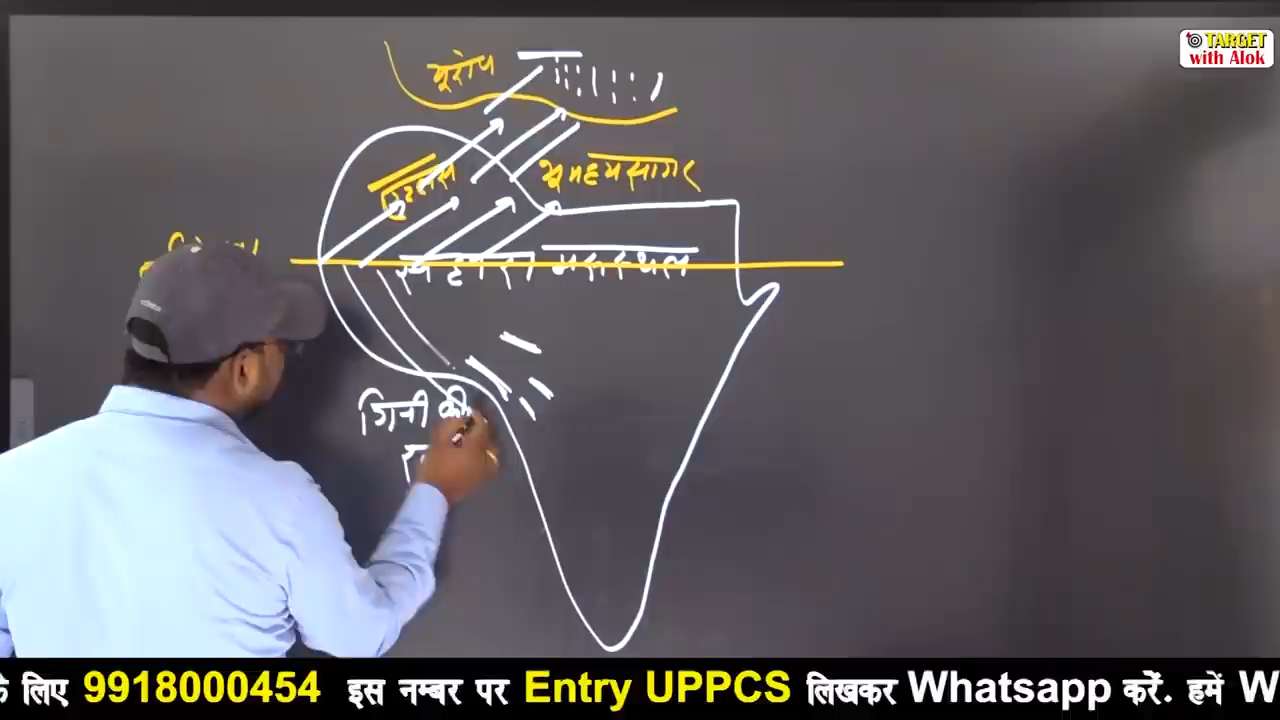 TARGET
with Alok
यूरोप
भूमध्यसागर
सहारा मरुस्थल
गिनी की
के लिए 9918000454 इस नम्बर पर Entry UPPCS लिखकर Whatsapp करें. हमें W